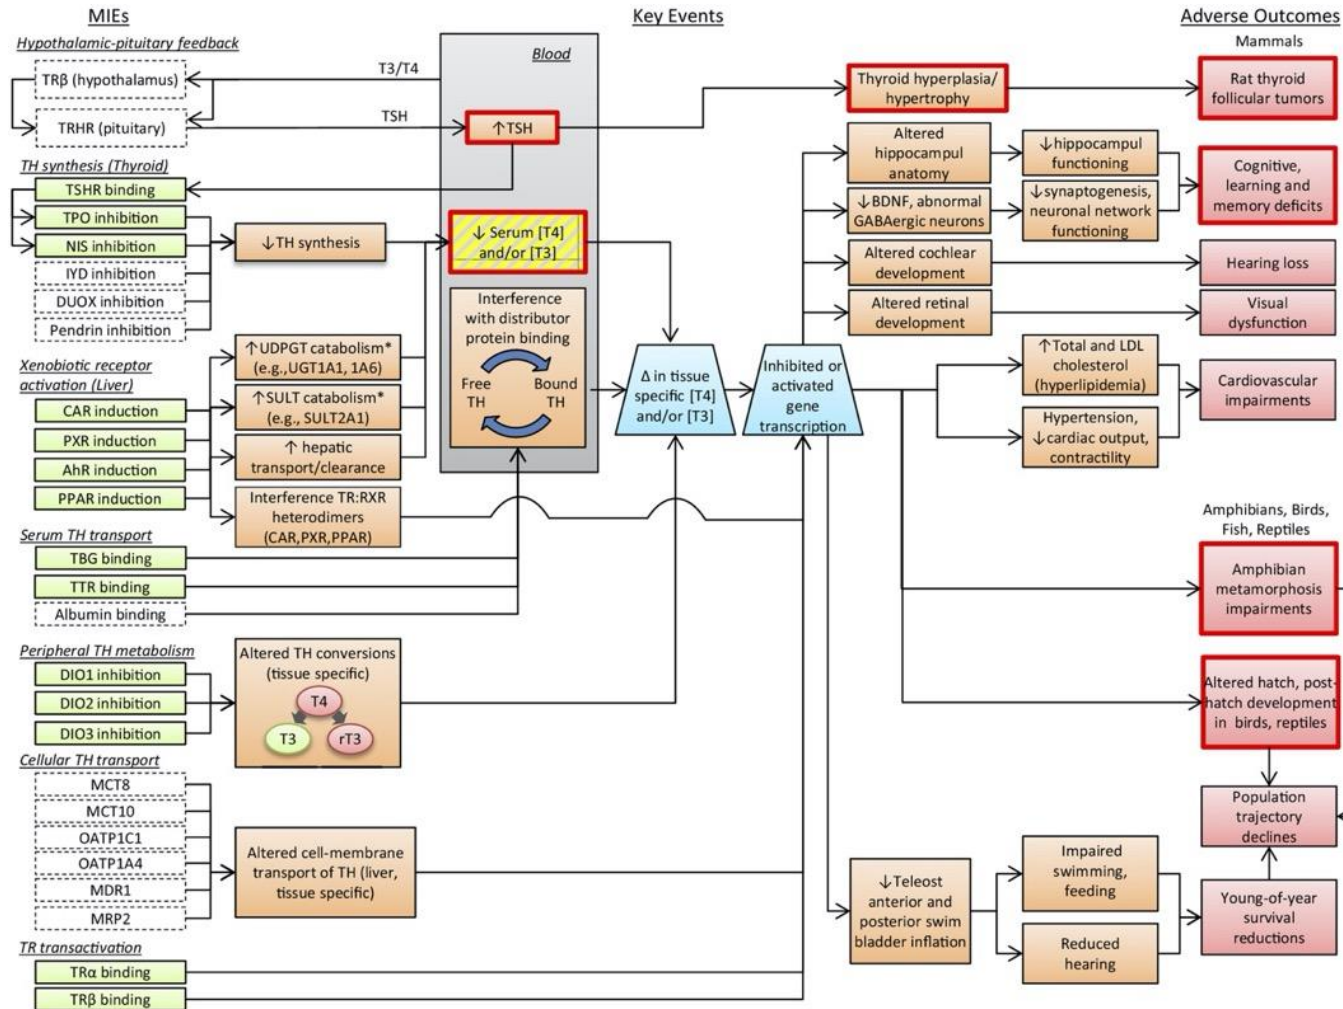 MIEs
Key Events
Adverse Outcomes
Hypothalamic-pituitary feedback
TRβ (hypothalamus)
TRHR (pituitary)
T3/T4
TSH
Blood
↑TSH
Thyroid hyperplasia/
hypertrophy
Mammals
Rat thyroid
follicular tumors
TH synthesis (Thyroid)
TSHR binding
TPO inhibition
NIS inhibition
IYD inhibition
DUOX inhibition
Pendrin inhibition
↓TH synthesis
↓ Serum [T4]
and/or [T3]
Altered
hippocampul
anatomy
↓hippocampul
functioning
↓BDNF, abnormal
GABAergic neurons
↓synaptogenesis,
neuronal network
functioning
Cognitive,
learning and
memory deficits
Altered cochlear
development
Hearing loss
Altered retinal
development
Visual
dysfunction
Interference
with distributor
protein binding
Free
TH
Bound
TH
Xenobiotic receptor
activation (Liver)
CAR induction
PXR induction
AhR induction
PPAR induction
↑UDPGT catabolism*
(e.g.,UGT1A1, 1A6)
↑SULT catabolism*
(e.g., SULT2A1)
↑ hepatic
transport/clearance
Interference TR:RXR
heterodimers
(CAR,PXR,PPAR)
Δ in tissue
specific [T4]
and/or [T3]
Inhibited or
activated
gene
transcription
↑Total and LDL
cholesterol
(hyperlipidemia)
Hypertension,
↓cardiac output,
contractility
Cardiovascular
impairments
Serum TH transport
TBG binding
TTR binding
Albumin binding
Amphibians, Birds,
Fish, Reptiles
Amphibian
metamorphosis
impairments
Peripheral TH metabolism
DIO1 inhibition
DIO2 inhibition
DIO3 inhibition
Altered TH conversions
(tissue specific)
T4
T3
rT3
Altered hatch, post-
hatch development
in birds, reptiles
Cellular TH transport
MCT8
MCT10
OATP1C1
OATP1A4
MDR1
MRP2
Altered cell-membrane
transport of TH (liver,
tissue specific)
Population
trajectory
declines
↓Teleost
anterior and
posterior swim
bladder inflation
Impaired
swimming,
feeding
Reduced
hearing
Young-of-year
survival
reductions
TR transactivation
TRα binding
TRβ binding